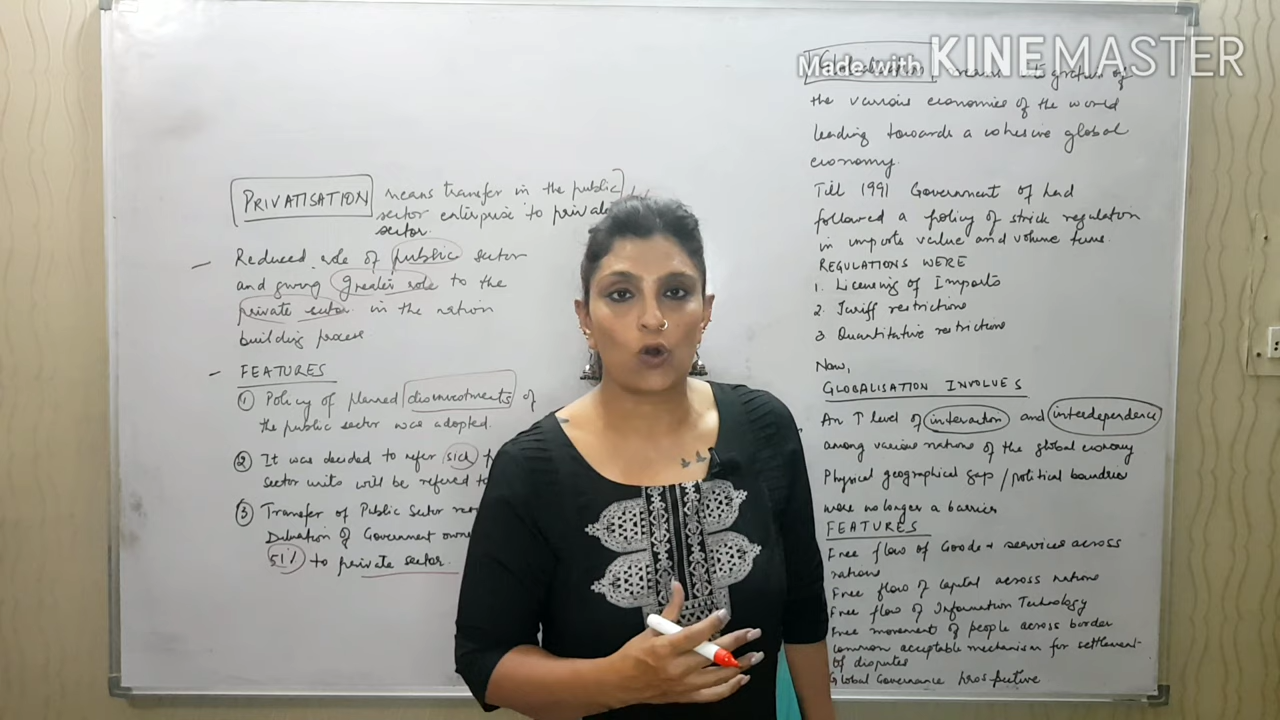 PRIVATISATION means transfer in the public
sector enterprise to private
sector.
Reduced role of public sector
and giving Greater role to the
private sector in the nation
building process
FEATURES
① Policy of planned disinvestments of
the public sector was adopted.
② It was decided to refer sick
sector units will be refered to
③ Transfer of Public Sector
of Government
51% to private sector.
Made with KINEMASTER
Globalisation means
the various economies of the world
leading towards a cohesive global
economy.
Till 1991 Government of had
followed a policy of strick regulation
in imports value and volume terms.
REGULATIONS WERE
1. Licensing of Imports
2. Tariff restrictions
3 Quantitative restrictions
Now,
GLOBALISATION INVOLVES
An ↑ level of interaction and interdependence
among various nations of the global economy
Physical geographical gap / political boundries
were no longer a barrier
FEATURES
Free flow of Goods & services across
nations
Free flow of Capital across nations
Free flow of Information Technology
Free movement of people across border
Common acceptable mechanism for settlement
of disputes
Global Governance